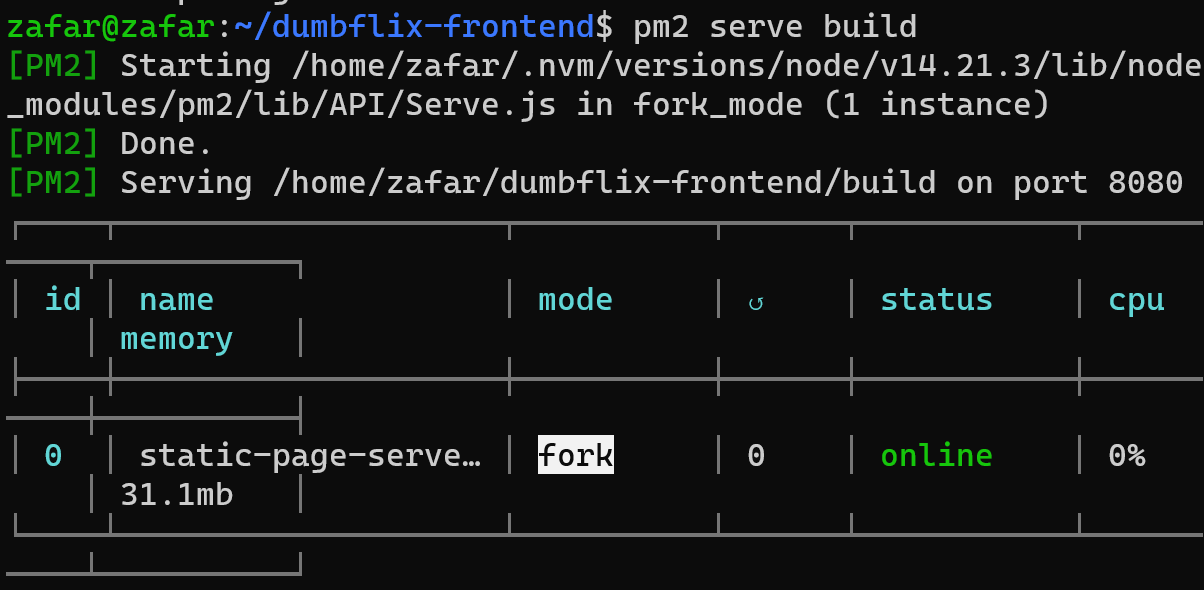 zafar@zafar:~/dumbflix-frontend$ pm2 serve build
[PM2] Starting /home/zafar/.nvm/versions/node/v14.21.3/lib/node
_modules/pm2/lib/API/Serve.js in fork_mode (1 instance)
[PM2] Done.
[PM2] Serving /home/zafar/dumbflix-frontend/build on port 8080
id name mode ↺ status cpu
memory
0 static-page-serve… fork 0 online 0%
31.1mb